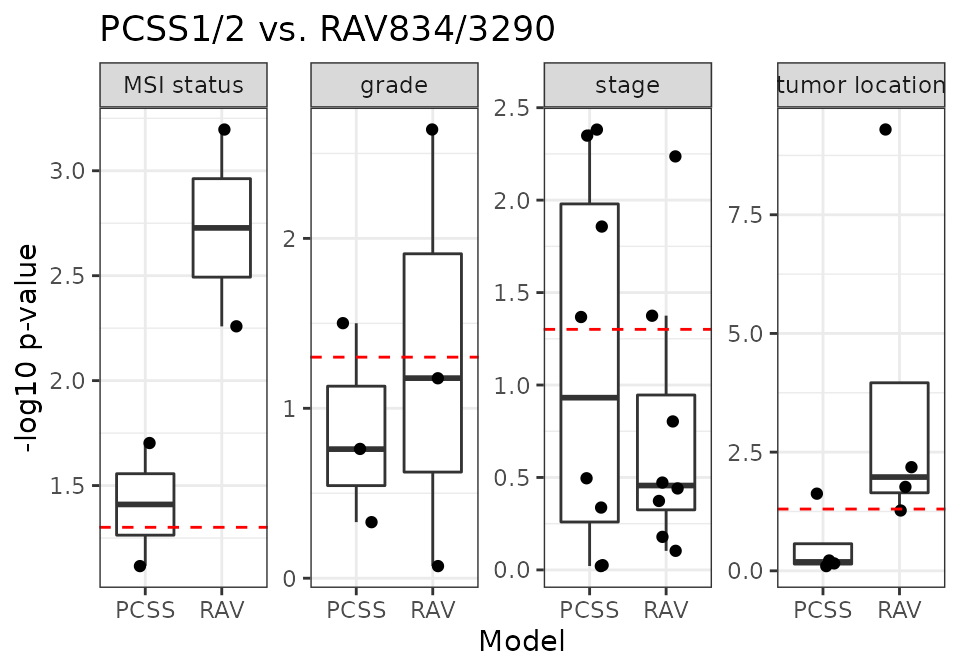 PCSS1/2 vs. RAV834/3290
MSI status
grade
stage
tumor location
-log10 p-value
3.0
2.5
2.0
1.5
2
1
0
2.5
2.0
1.5
1.0
0.5
0.0
7.5
5.0
2.5
0.0
PCSS RAV
PCSS RAV
PCSS RAV
PCSS RAV
Model